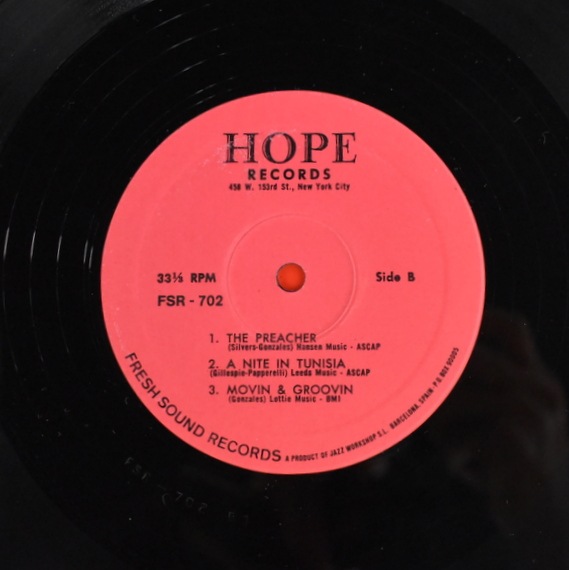 HOPE
RECORDS
458 W. 153rd St., New York City
33⅓ RPM
Side B
FSR - 702
1. THE PREACHER
(Silvers-Gonzales) Hansen Music - ASCAP
2. A NITE IN TUNISIA
(Gillespie-Papperelli) Leeds Music - ASCAP
3. MOVIN & GROOVIN
(Gonzales) Lottie Music - BMI
FRESH SOUND RECORDS A PRODUCT OF JAZZ WORKSHOP S.L. - BARCELONA, SPAIN. P.O. BOX